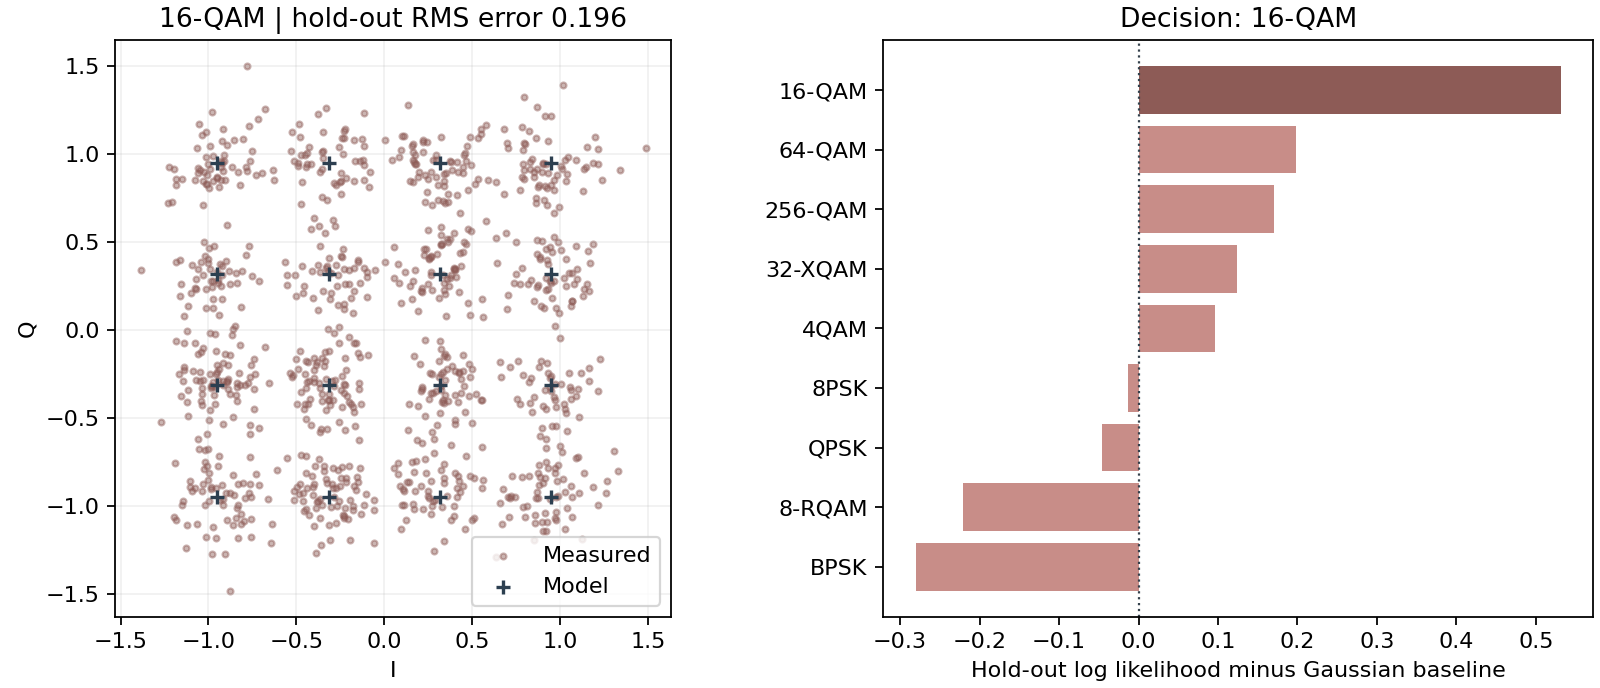 16-QAM | hold-out RMS error 0.196
1.5
1.0
0.5
0.0
−0.5
−1.0
−1.5
Q
−1.5 −1.0 −0.5 0.0 0.5 1.0 1.5
I
Measured
Model
Decision: 16-QAM
16-QAM
64-QAM
256-QAM
32-XQAM
4QAM
8PSK
QPSK
8-RQAM
BPSK
−0.3 −0.2 −0.1 0.0 0.1 0.2 0.3 0.4 0.5
Hold-out log likelihood minus Gaussian baseline